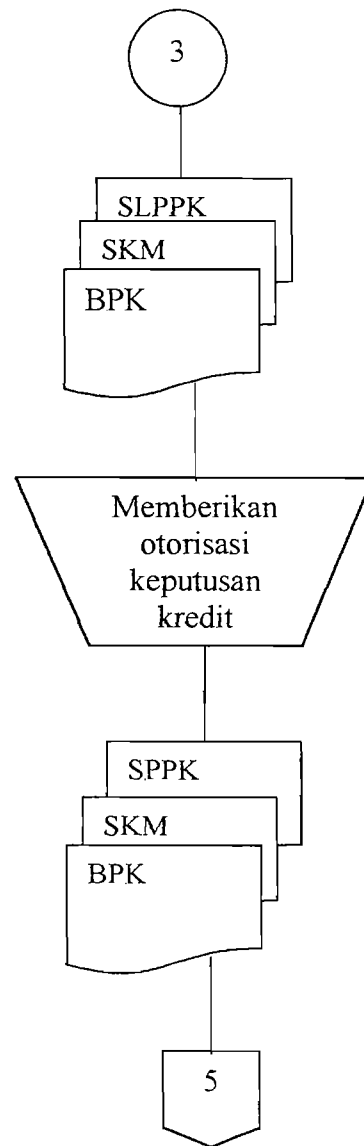 3
SLPPK
SKM
BPK
Memberikan
otorisasi
keputusan
kredit
SPPK
SKM
BPK
5